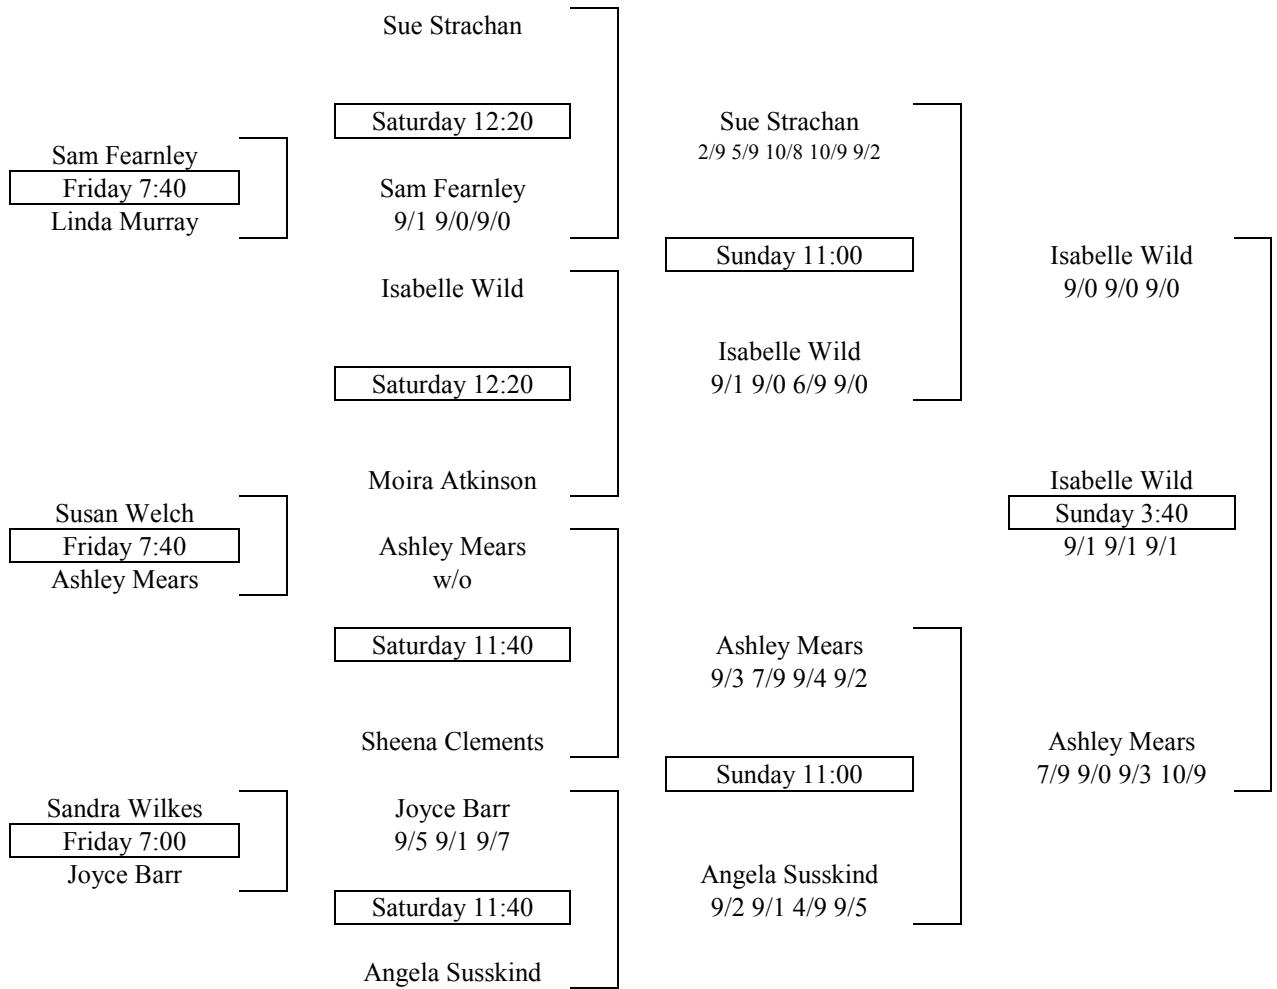 Sue Strachan
Saturday 12:20
Sam Fearnley
Friday 7:40
Linda Murray
Sam Fearnley
9/1 9/0/9/0
Sue Strachan
2/9 5/9 10/8 10/9 9/2
Sunday 11:00
Isabelle Wild
9/0 9/0 9/0
Isabelle Wild
Saturday 12:20
Isabelle Wild
9/1 9/0 6/9 9/0
Moira Atkinson
Isabelle Wild
Sunday 3:40
9/1 9/1 9/1
Susan Welch
Friday 7:40
Ashley Mears
Ashley Mears
w/o
Saturday 11:40
Ashley Mears
9/3 7/9 9/4 9/2
Sheena Clements
Sunday 11:00
Ashley Mears
7/9 9/0 9/3 10/9
Sandra Wilkes
Friday 7:00
Joyce Barr
Joyce Barr
9/5 9/1 9/7
Saturday 11:40
Angela Susskind
9/2 9/1 4/9 9/5
Angela Susskind